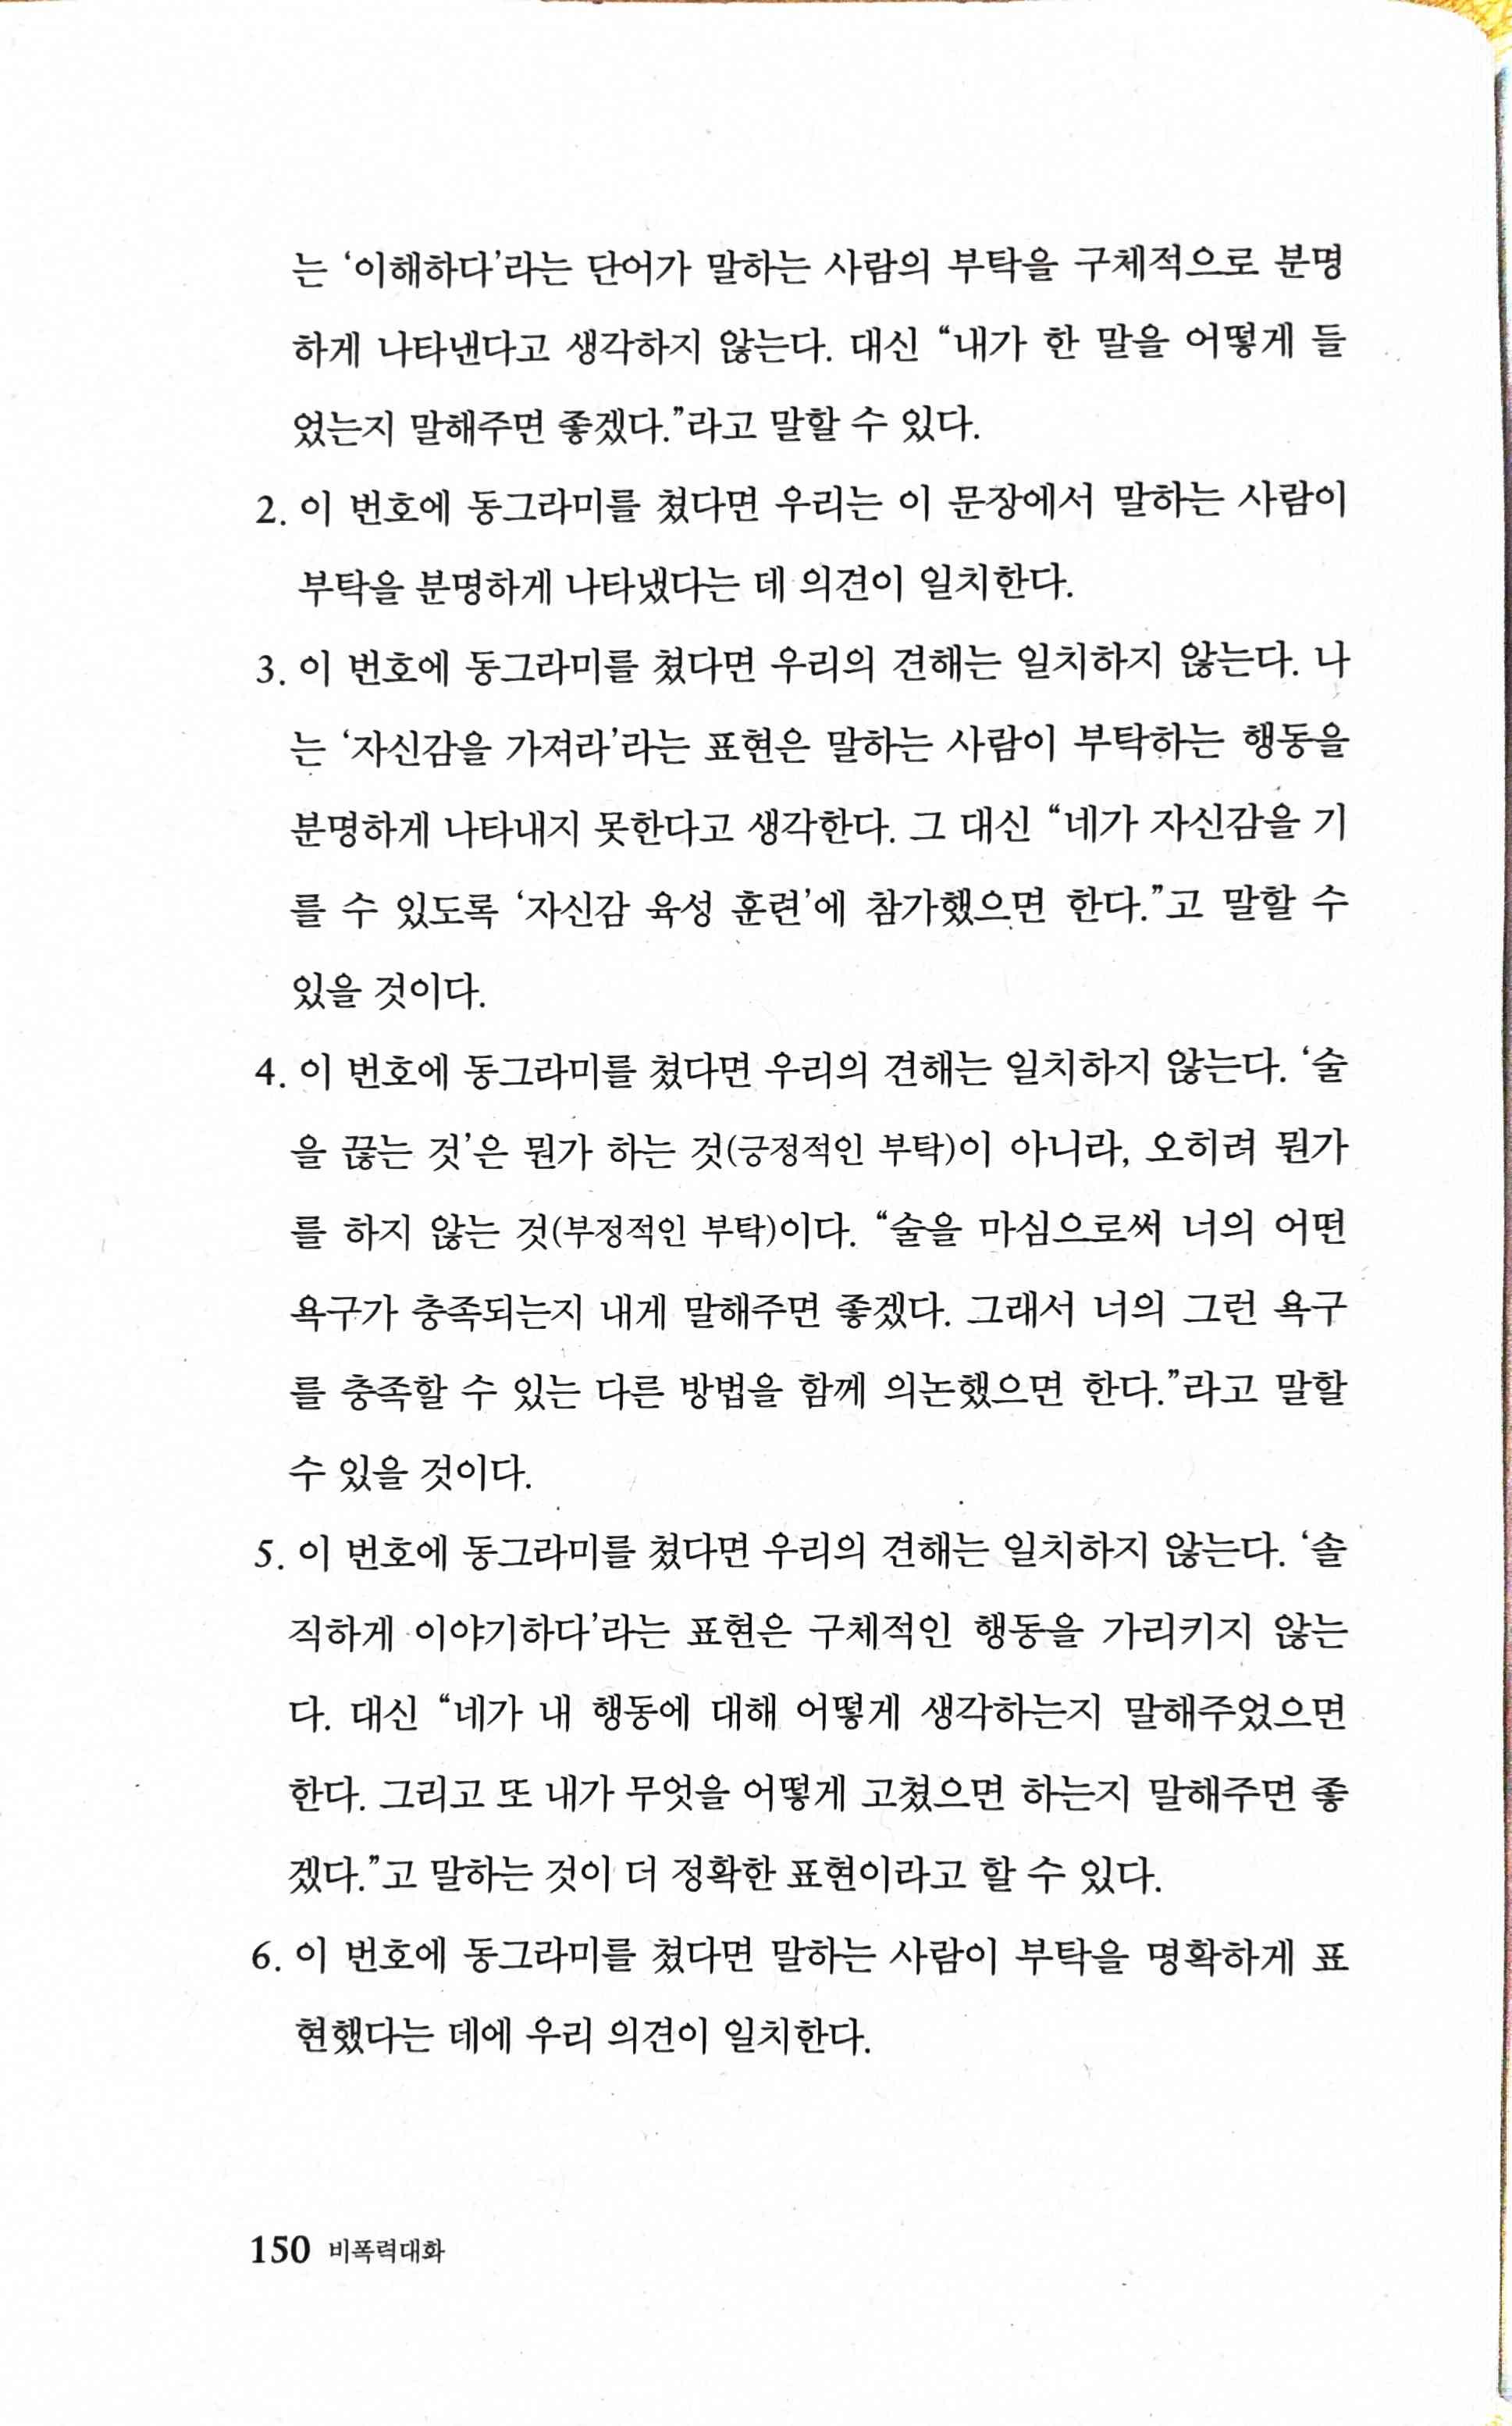 는 ‘이해하다’라는 단어가 말하는 사람의 부탁을 구체적으로 분명
하게 나타낸다고 생각하지 않는다. 대신 “내가 한 말을 어떻게 들
었는지 말해주면 좋겠다.”라고 말할 수 있다.
2. 이 번호에 동그라미를 쳤다면 우리는 이 문장에서 말하는 사람이
부탁을 분명하게 나타냈다는 데 의견이 일치한다.
3. 이 번호에 동그라미를 쳤다면 우리의 견해는 일치하지 않는다. 나
는 ‘자신감을 가져라’라는 표현은 말하는 사람이 부탁하는 행동을
분명하게 나타내지 못한다고 생각한다. 그 대신 “네가 자신감을 기
를 수 있도록 ‘자신감 육성 훈련’에 참가했으면 한다.”고 말할 수
있을 것이다.
4. 이 번호에 동그라미를 쳤다면 우리의 견해는 일치하지 않는다. ‘술
을 끊는 것’은 뭔가 하는 것(긍정적인 부탁)이 아니라, 오히려 뭔가
를 하지 않는 것(부정적인 부탁)이다. “술을 마심으로써 너의 어떤
욕구가 충족되는지 내게 말해주면 좋겠다. 그래서 너의 그런 욕구
를 충족할 수 있는 다른 방법을 함께 의논했으면 한다.”라고 말할
수 있을 것이다.
5. 이 번호에 동그라미를 쳤다면 우리의 견해는 일치하지 않는다. ‘솔
직하게 이야기하다’라는 표현은 구체적인 행동을 가리키지 않는
다. 대신 “네가 내 행동에 대해 어떻게 생각하는지 말해주었으면
한다. 그리고 또 내가 무엇을 어떻게 고쳤으면 하는지 말해주면 좋
겠다.”고 말하는 것이 더 정확한 표현이라고 할 수 있다.
6. 이 번호에 동그라미를 쳤다면 말하는 사람이 부탁을 명확하게 표
현했다는 데에 우리 의견이 일치한다.
150 비폭력대화